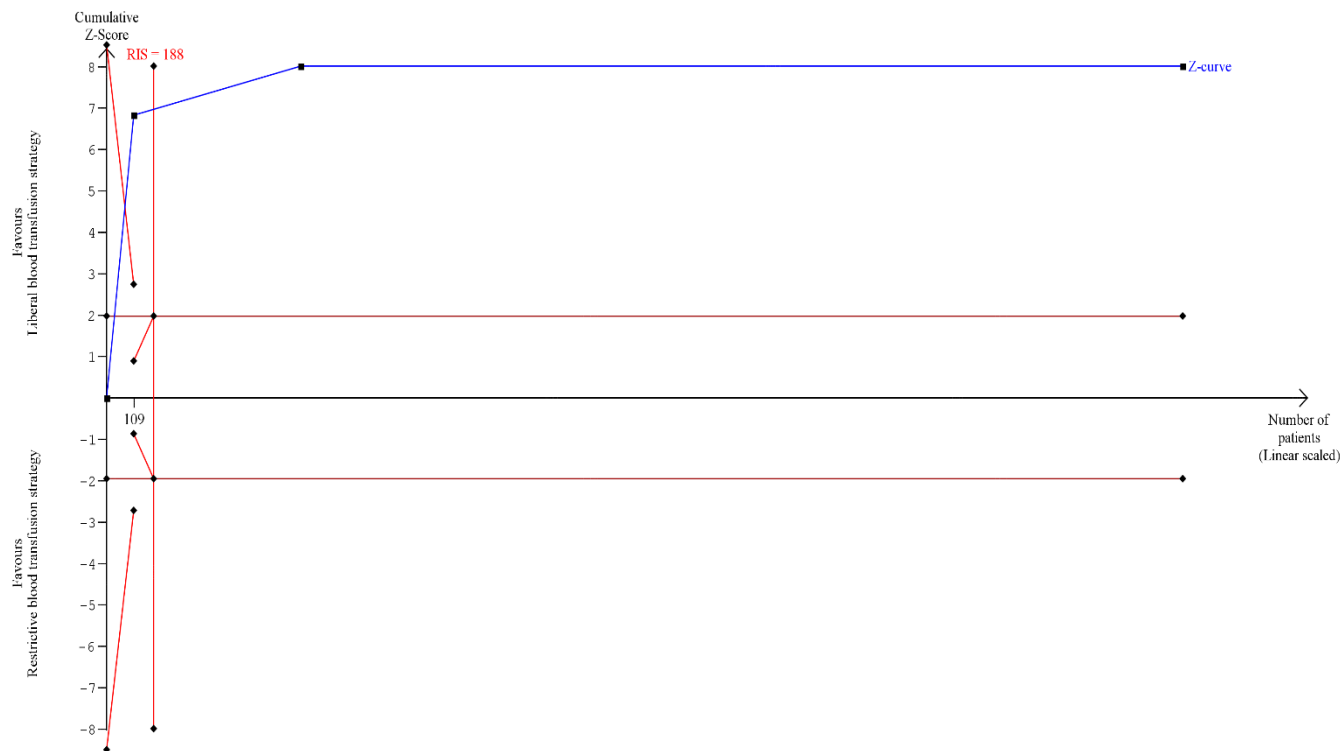 Cumulative
Z-Score
RIS = 188
8
Z-curve
7
6
5
4
3
2
1
Favours
Liberal blood transfusion strategy
109
Number of
patients
(Linear scaled)
-1
-2
-3
-4
-5
-6
-7
-8
Favours
Restrictive blood transfusion strategy